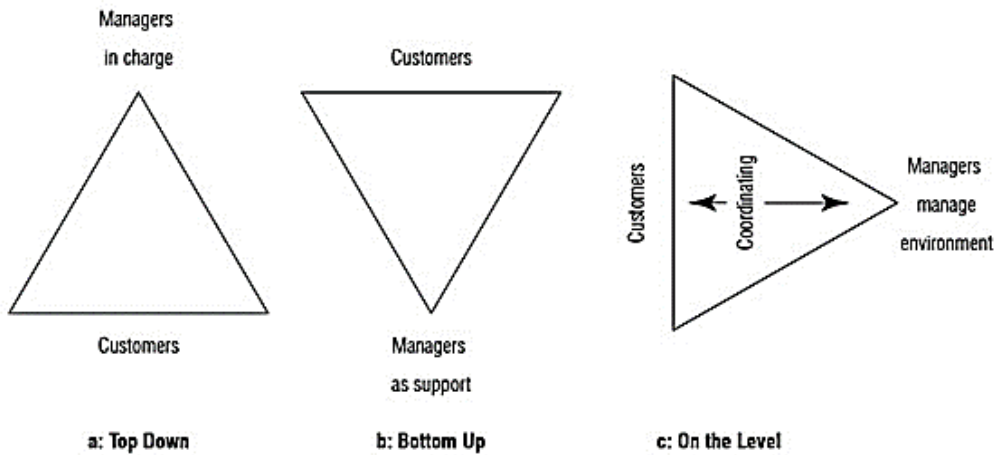 Managers
in charge
Customers
a: Top Down
Customers
Managers
as support
b: Bottom Up
Customers
Coordinating
Managers
manage
environment
c: On the Level